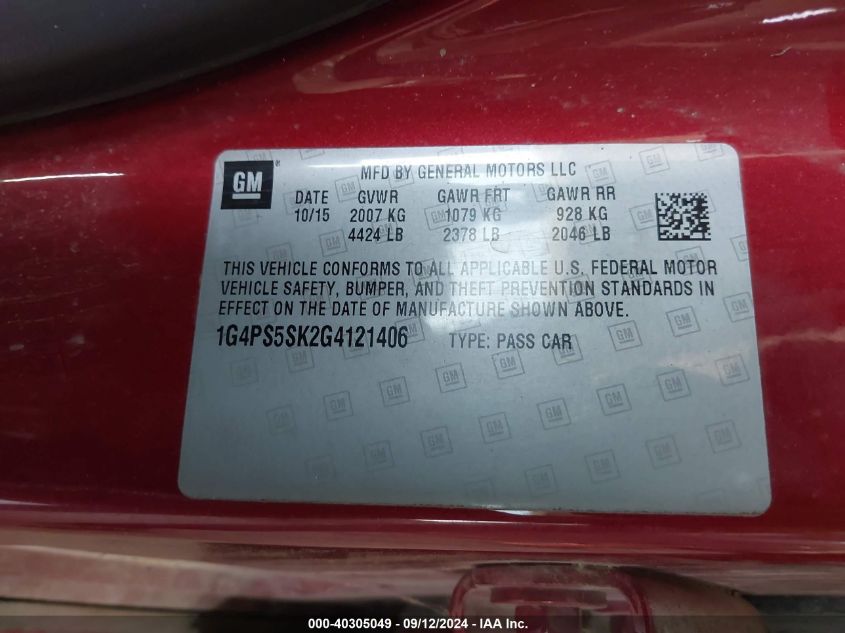 GM ®
MFD BY GENERAL MOTORS LLC
DATE GVWR GAWR FRT GAWR RR
10/15 2007 KG 1079 KG 928 KG
4424 LB 2378 LB 2046 LB
THIS VEHICLE CONFORMS TO ALL APPLICABLE U.S. FEDERAL MOTOR
VEHICLE SAFETY, BUMPER, AND THEFT PREVENTION STANDARDS IN
EFFECT ON THE DATE OF MANUFACTURE SHOWN ABOVE.
1G4PS5SK2G4121406 TYPE: PASS CAR
000-40305049 - 09/12/2024 - IAA Inc.